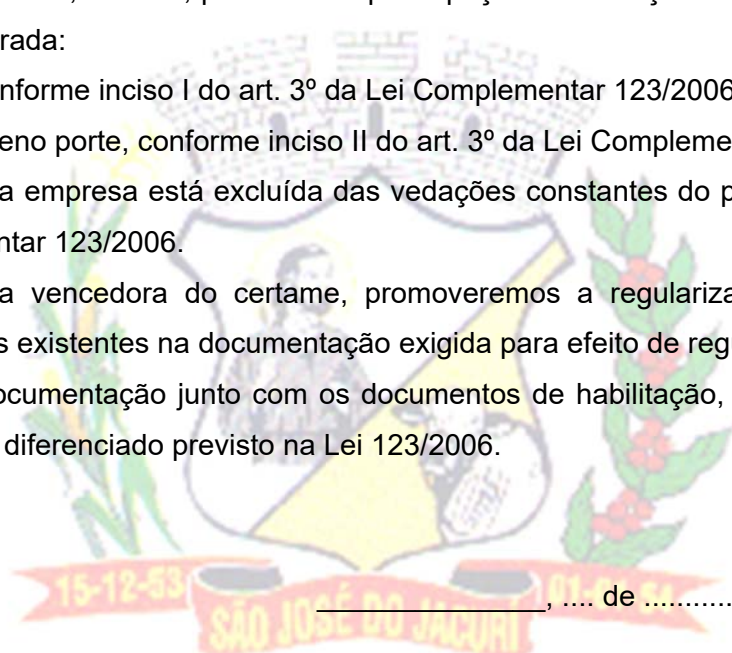 rada:
nforme inciso I do art. 3º da Lei Complementar 123/2006
eno porte, conforme inciso II do art. 3º da Lei Compleme
a empresa está excluída das vedações constantes do p
ntar 123/2006.
a vencedora do certame, promoveremos a regulariza
s existentes na documentação exigida para efeito de regu
ocumentação junto com os documentos de habilitação,
diferenciado previsto na Lei 123/2006.
_______________, .... de ...........
15-12-53
SÃO JOSÉ DO JACURI